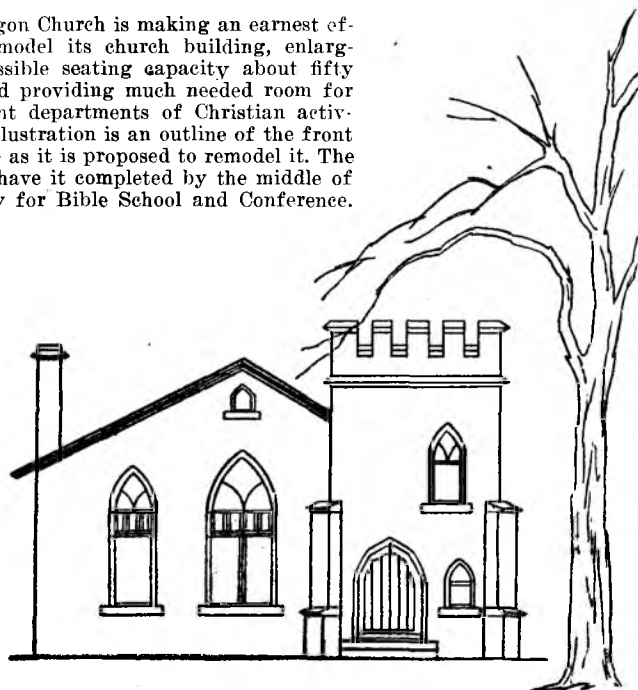 gon Church is making an earnest ef-
model its church building, enlarg-
ssible seating capacity about fifty
d providing much needed room for
nt departments of Christian activ-
llustration is an outline of the front
as it is proposed to remodel it. The
have it completed by the middle of
y for Bible School and Conference.